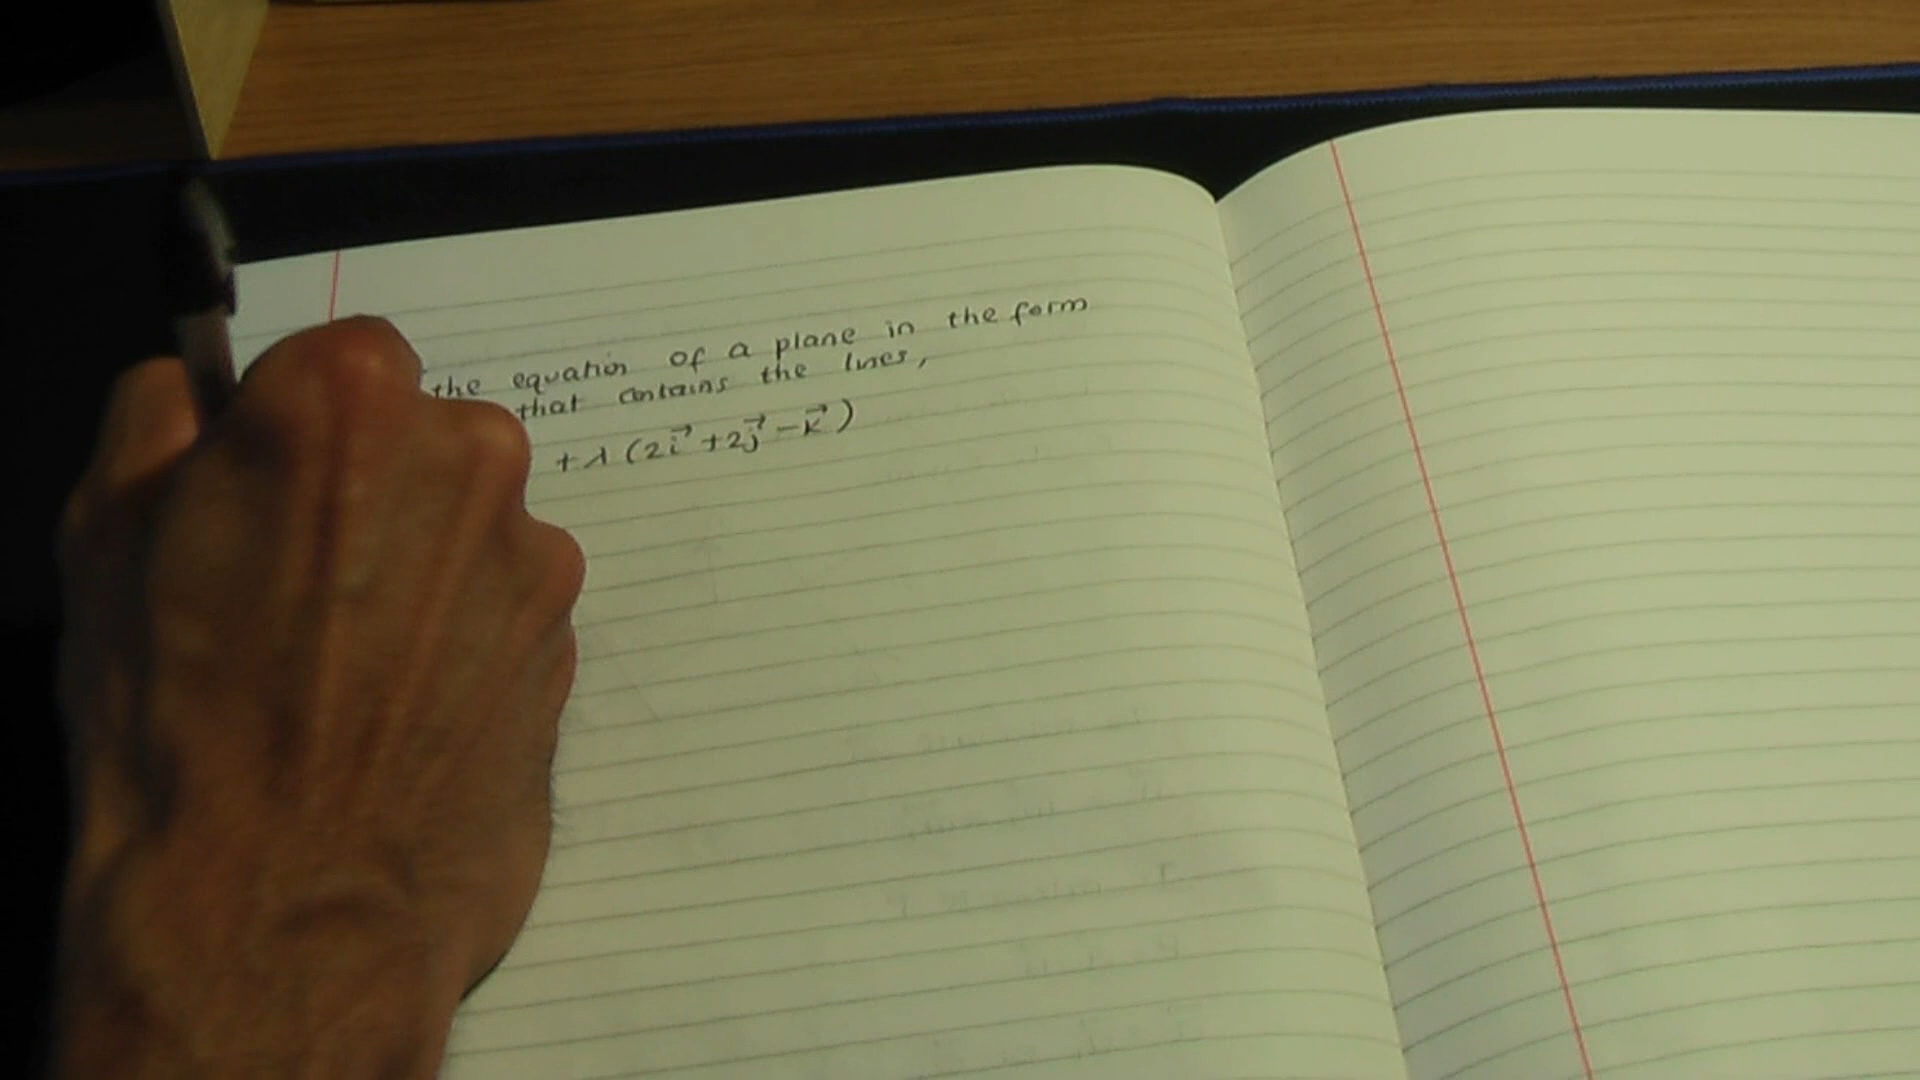 the equation of a plane in the form
that contains the lines,
+ λ (2i⃗ + 2j⃗ - k⃗)